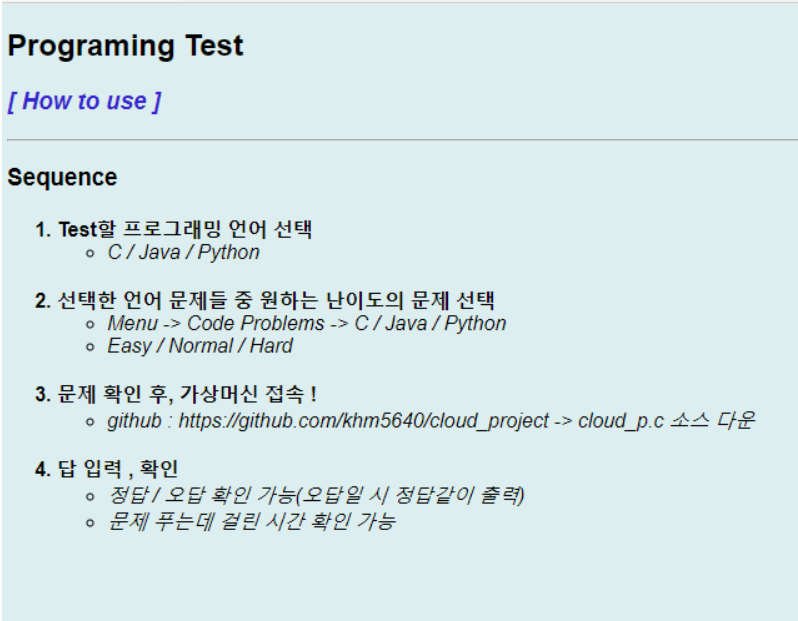 Programing Test
[ How to use ]
Sequence
1. Test할 프로그래밍 언어 선택
C / Java / Python
2. 선택한 언어 문제들 중 원하는 난이도의 문제 선택
Menu -> Code Problems -> C / Java / Python
Easy / Normal / Hard
3. 문제 확인 후, 가상머신 접속 !
github : https://github.com/khm5640/cloud_project -> cloud_p.c 소스 다운
4. 답 입력 , 확인
정답 / 오답 확인 가능(오답일 시 정답같이 출력)
문제 푸는데 걸린 시간 확인 가능